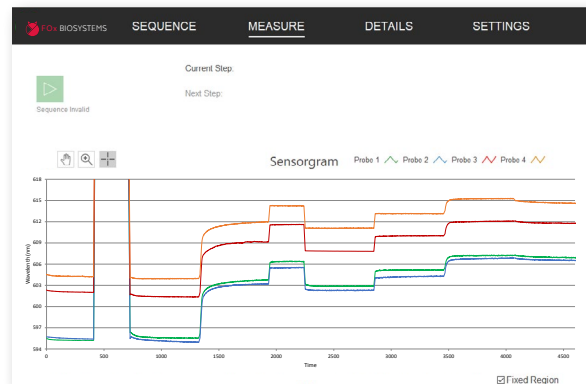 FOx BIOSYSTEMS SEQUENCE MEASURE DETAILS SETTINGS
Current Step:
Next Step:
Sequence Invalid
Sensorgram Probe 1 Probe 2 Probe 3 Probe 4
618
615
612
609
606
603
600
597
594
Wavelength (nm)
0 500 1000 1500 2000 2500 3000 3500 4000 4500
Time
Fixed Region